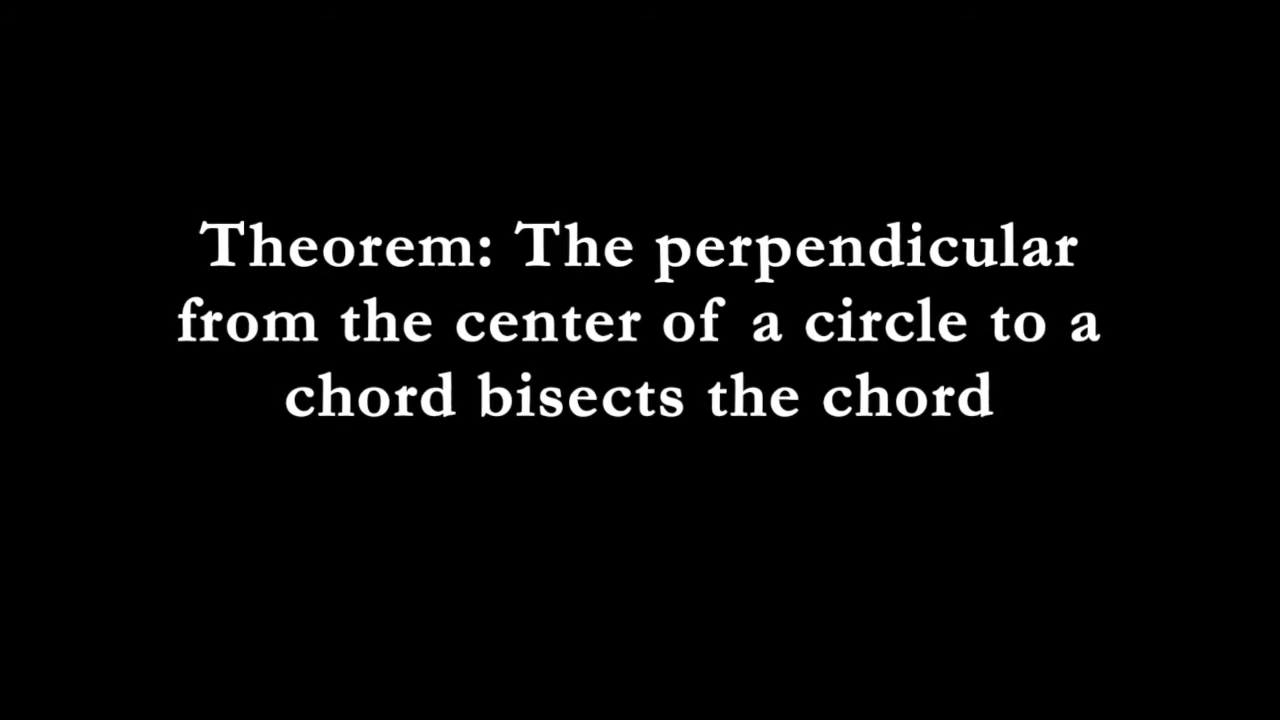 Theorem: The perpendicular
from the center of a circle to a
chord bisects the chord